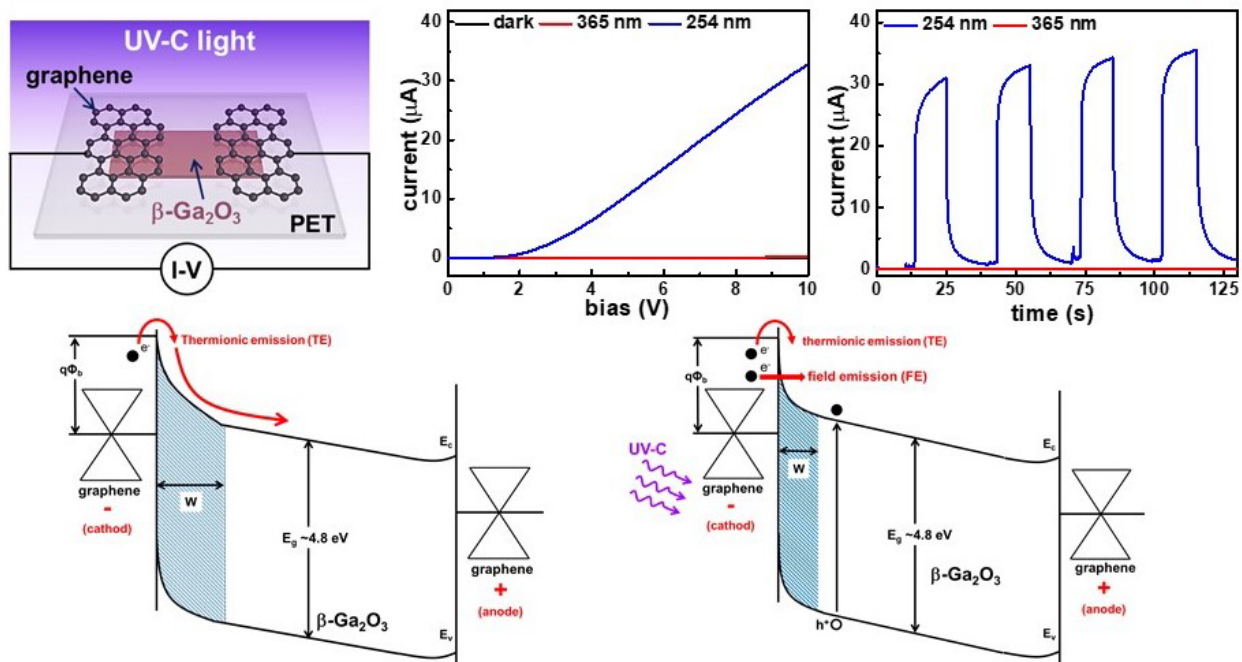 UV-C light
graphene
β-Ga₂O₃
PET
I-V
current (μA)
40
30
20
10
0
dark 365 nm 254 nm
2 4 6 8 10
bias (V)
current (μA)
40
30
20
10
0
254 nm 365 nm
0 25 50 75 100 125
time (s)
Thermionic emission (TE)
e⁻
qΦb
graphene
-
(cathod)
W
Eg ~4.8 eV
β-Ga₂O₃
Ec
Ev
graphene
+
(anode)
thermionic emission (TE)
e⁻
e⁻
field emission (FE)
qΦb
UV-C
graphene
-
(cathod)
W
Eg ~4.8 eV
β-Ga₂O₃
h⁺
Ec
Ev
graphene
+
(anode)